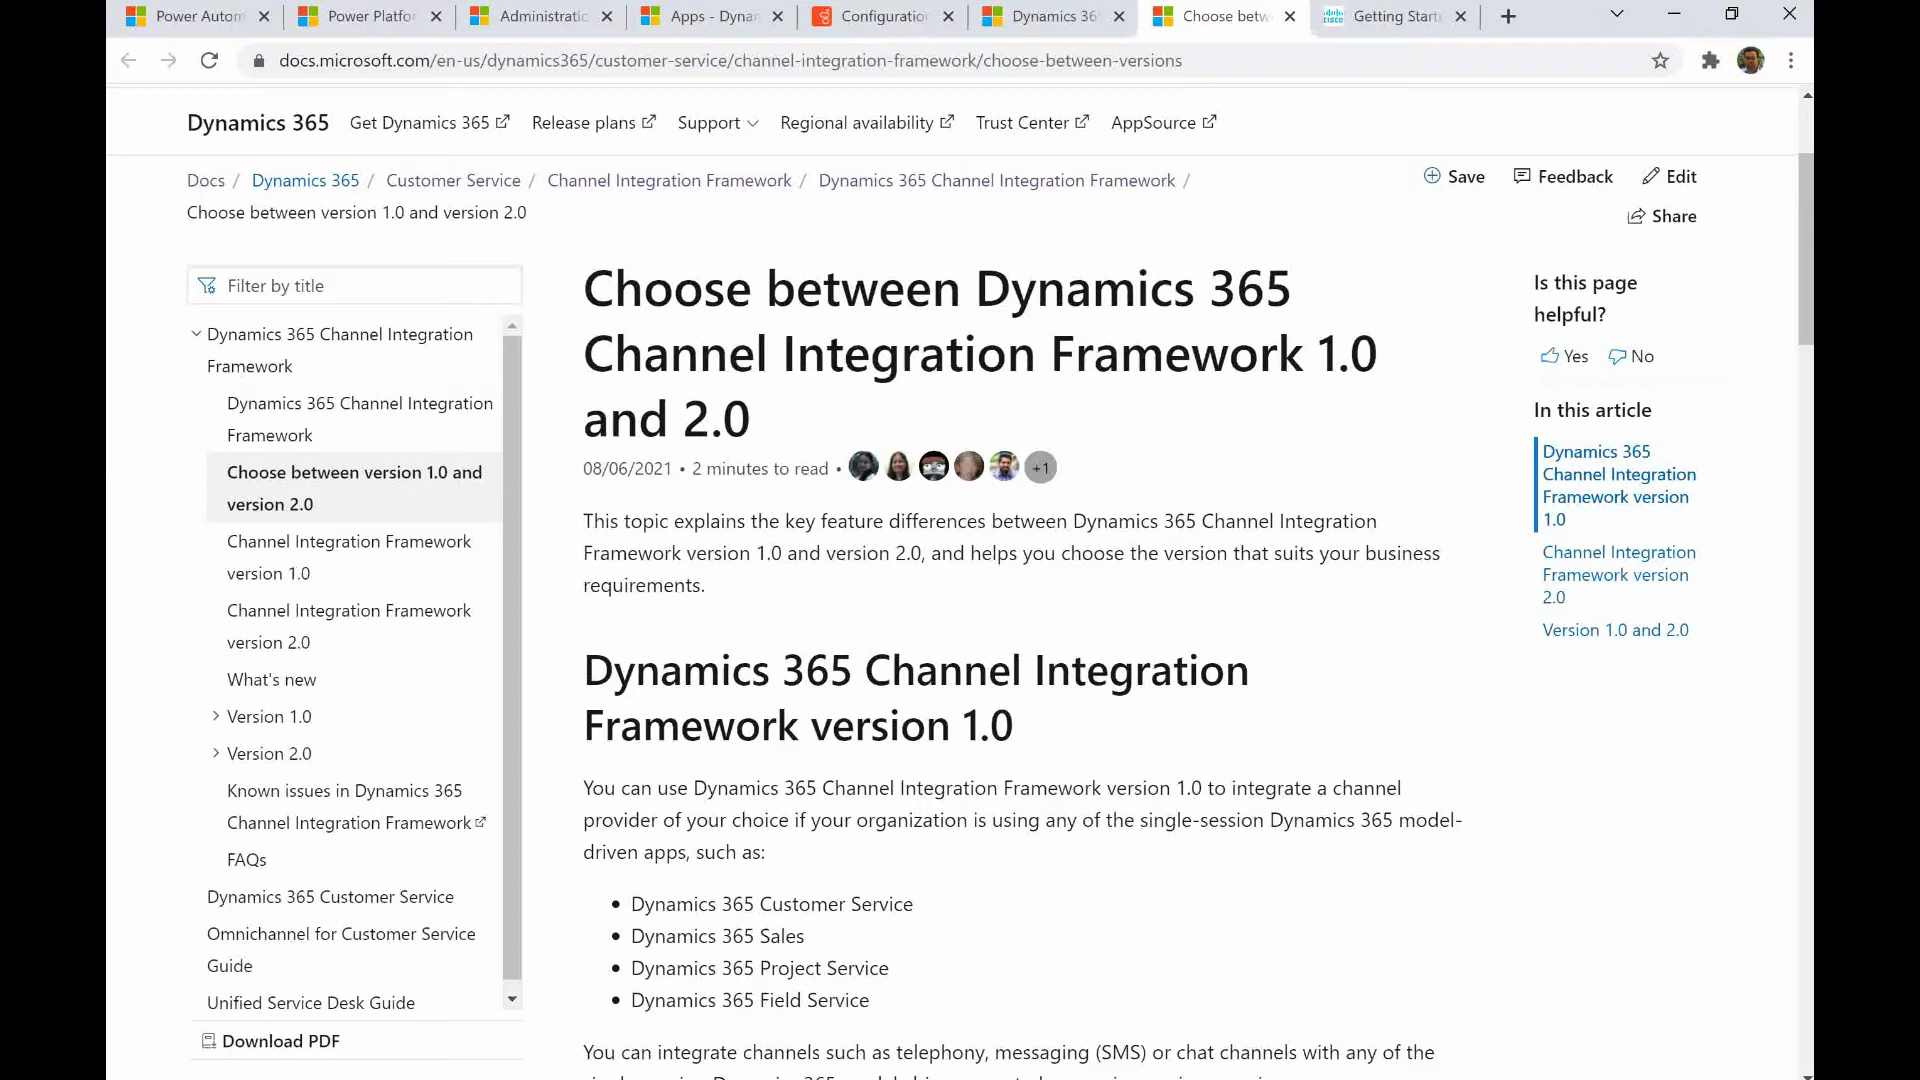 Power Autom
Power Platfor
Administratio
Apps - Dyna
Configuration
Dynamics 36
Choose betw
CISCO
Getting Start
docs.microsoft.com/en-us/dynamics365/customer-service/channel-integration-framework/choose-between-versions
Dynamics 365
Get Dynamics 365
Release plans
Support
Regional availability
Trust Center
AppSource
Docs / Dynamics 365 / Customer Service / Channel Integration Framework / Dynamics 365 Channel Integration Framework /
Choose between version 1.0 and version 2.0
Save
Feedback
Edit
Share
Filter by title
Dynamics 365 Channel Integration
Framework
Dynamics 365 Channel Integration
Framework
Choose between version 1.0 and
version 2.0
Channel Integration Framework
version 1.0
Channel Integration Framework
version 2.0
What's new
Version 1.0
Version 2.0
Known issues in Dynamics 365
Channel Integration Framework
FAQs
Dynamics 365 Customer Service
Omnichannel for Customer Service
Guide
Unified Service Desk Guide
Download PDF
Choose between Dynamics 365
Channel Integration Framework 1.0
and 2.0
08/06/2021 • 2 minutes to read •
+1
This topic explains the key feature differences between Dynamics 365 Channel Integration
Framework version 1.0 and version 2.0, and helps you choose the version that suits your business
requirements.
Dynamics 365 Channel Integration
Framework version 1.0
You can use Dynamics 365 Channel Integration Framework version 1.0 to integrate a channel
provider of your choice if your organization is using any of the single-session Dynamics 365 model-
driven apps, such as:
• Dynamics 365 Customer Service
• Dynamics 365 Sales
• Dynamics 365 Project Service
• Dynamics 365 Field Service
You can integrate channels such as telephony, messaging (SMS) or chat channels with any of the
Is this page
helpful?
Yes
No
In this article
Dynamics 365
Channel Integration
Framework version
1.0
Channel Integration
Framework version
2.0
Version 1.0 and 2.0